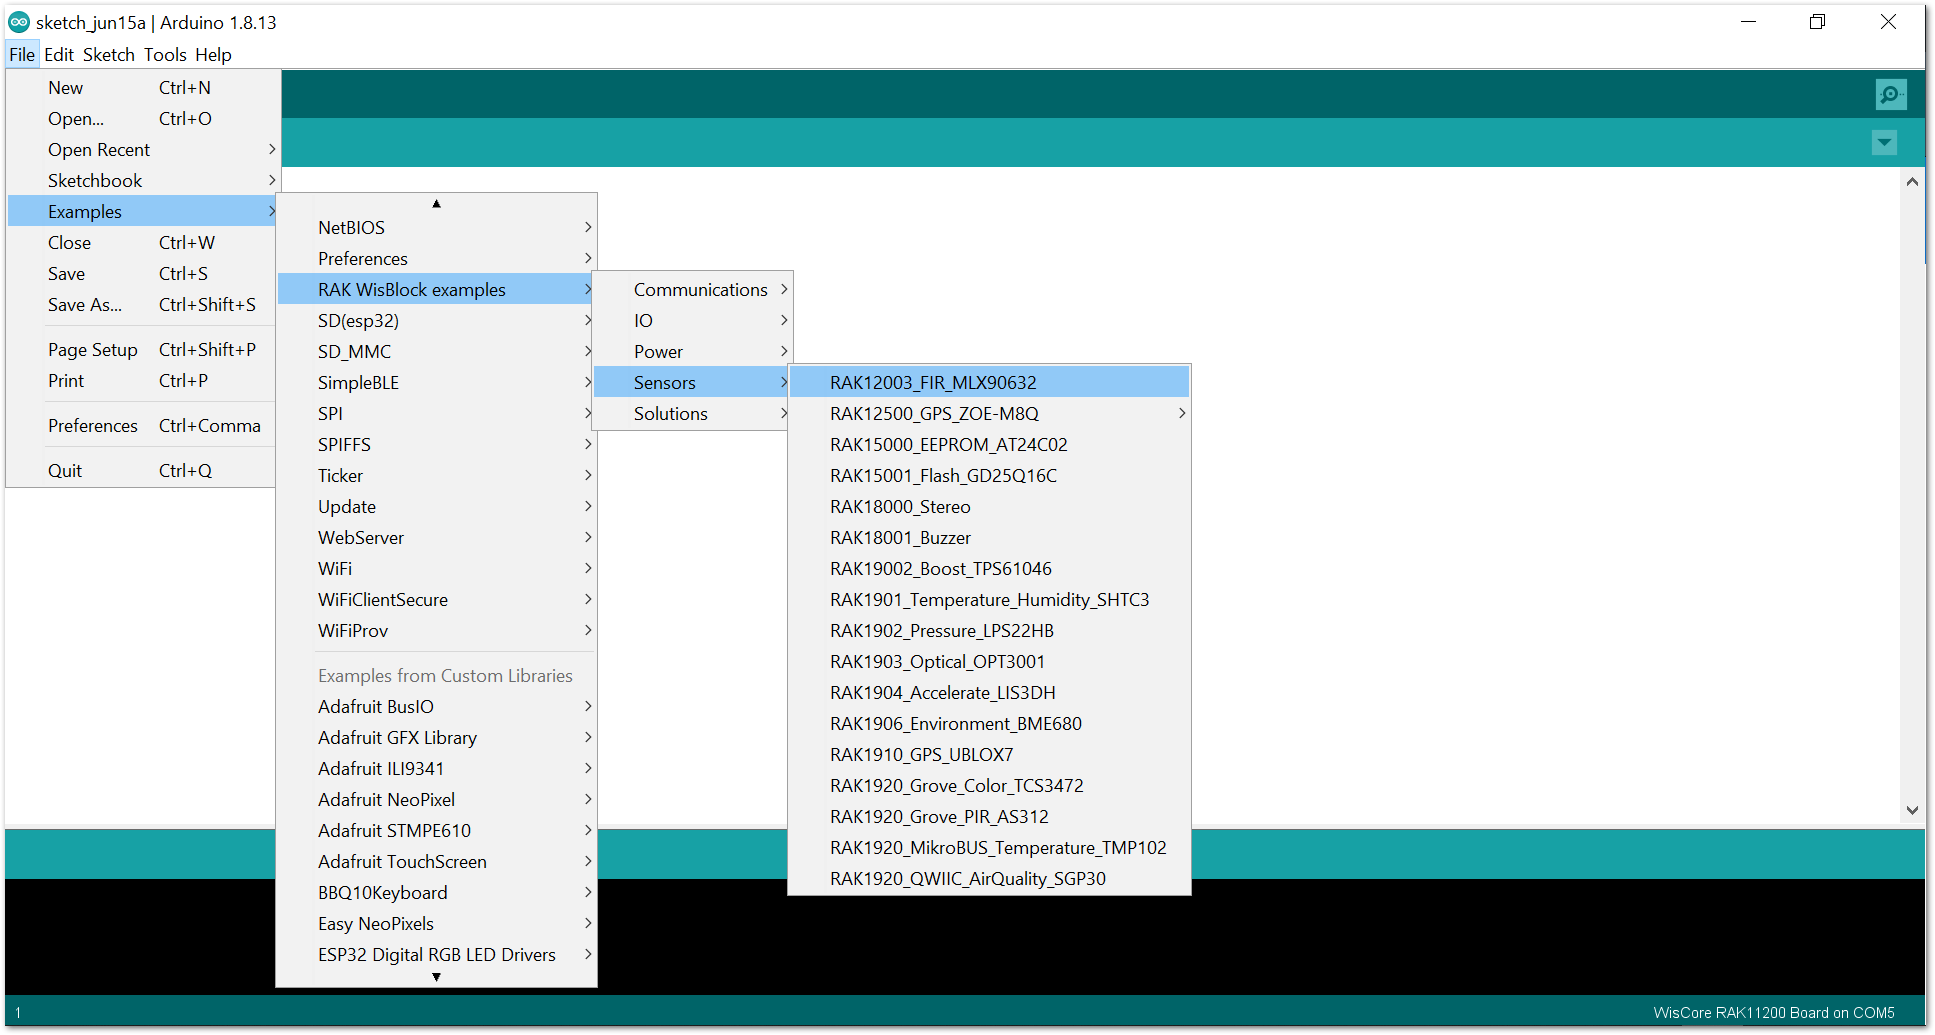 sketch_jun15a | Arduino 1.8.13
File Edit Sketch Tools Help
New Ctrl+N
Open... Ctrl+O
Open Recent
Sketchbook
Examples
Close Ctrl+W
Save Ctrl+S
Save As... Ctrl+Shift+S
Page Setup Ctrl+Shift+P
Print Ctrl+P
Preferences Ctrl+Comma
Quit Ctrl+Q
NetBIOS
Preferences
RAK WisBlock examples
SD(esp32)
SD_MMC
SimpleBLE
SPI
SPIFFS
Ticker
Update
WebServer
WiFi
WiFiClientSecure
WiFiProv
Examples from Custom Libraries
Adafruit BusIO
Adafruit GFX Library
Adafruit ILI9341
Adafruit NeoPixel
Adafruit STMPE610
Adafruit TouchScreen
BBQ10Keyboard
Easy NeoPixels
ESP32 Digital RGB LED Drivers
Communications
IO
Power
Sensors
Solutions
RAK12003_FIR_MLX90632
RAK12500_GPS_ZOE-M8Q
RAK15000_EEPROM_AT24C02
RAK15001_Flash_GD25Q16C
RAK18000_Stereo
RAK18001_Buzzer
RAK19002_Boost_TPS61046
RAK1901_Temperature_Humidity_SHTC3
RAK1902_Pressure_LPS22HB
RAK1903_Optical_OPT3001
RAK1904_Accelerate_LIS3DH
RAK1906_Environment_BME680
RAK1910_GPS_UBLOX7
RAK1920_Grove_Color_TCS3472
RAK1920_Grove_PIR_AS312
RAK1920_MikroBUS_Temperature_TMP102
RAK1920_QWIIC_AirQuality_SGP30
1
WisCore RAK11200 Board on COM5